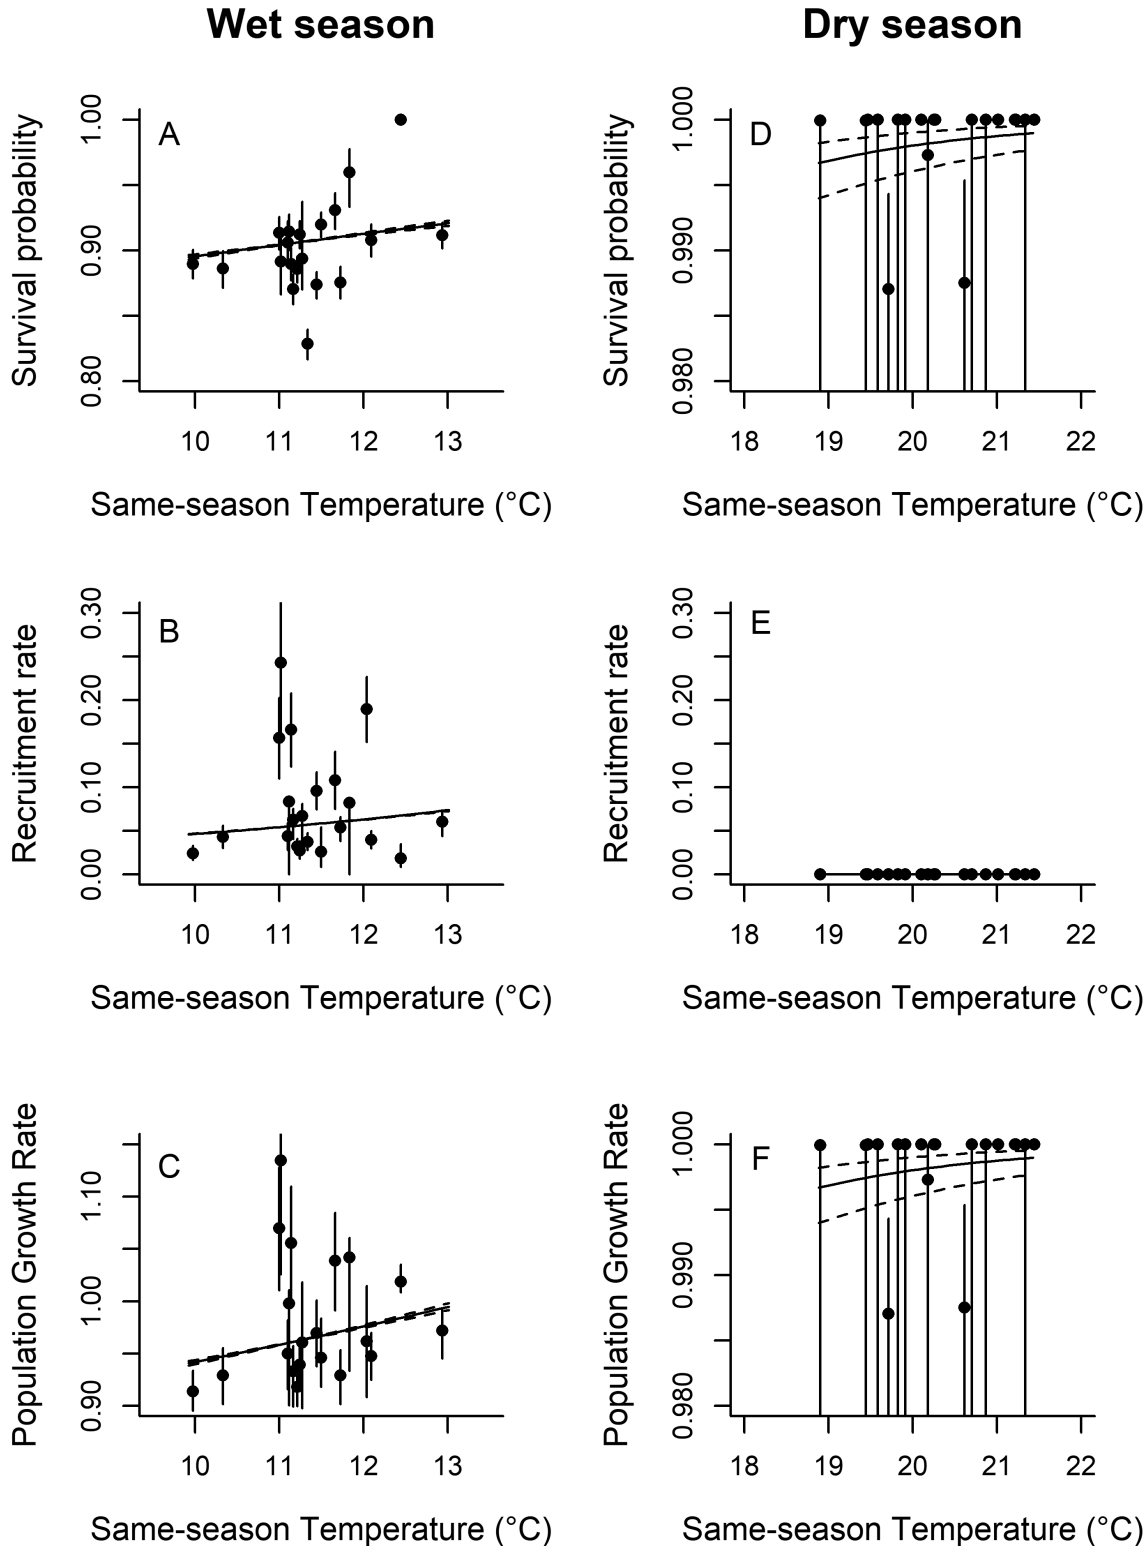 Wet season
Dry season
A
Survival probability
1.00
0.90
0.80
10 11 12 13
Same-season Temperature (°C)
D
Survival probability
1.000
0.990
0.980
18 19 20 21 22
Same-season Temperature (°C)
B
Recruitment rate
0.30
0.20
0.10
0.00
10 11 12 13
Same-season Temperature (°C)
E
Recruitment rate
0.30
0.20
0.10
0.00
18 19 20 21 22
Same-season Temperature (°C)
C
Population Growth Rate
1.10
1.00
0.90
10 11 12 13
Same-season Temperature (°C)
F
Population Growth Rate
1.000
0.990
0.980
18 19 20 21 22
Same-season Temperature (°C)